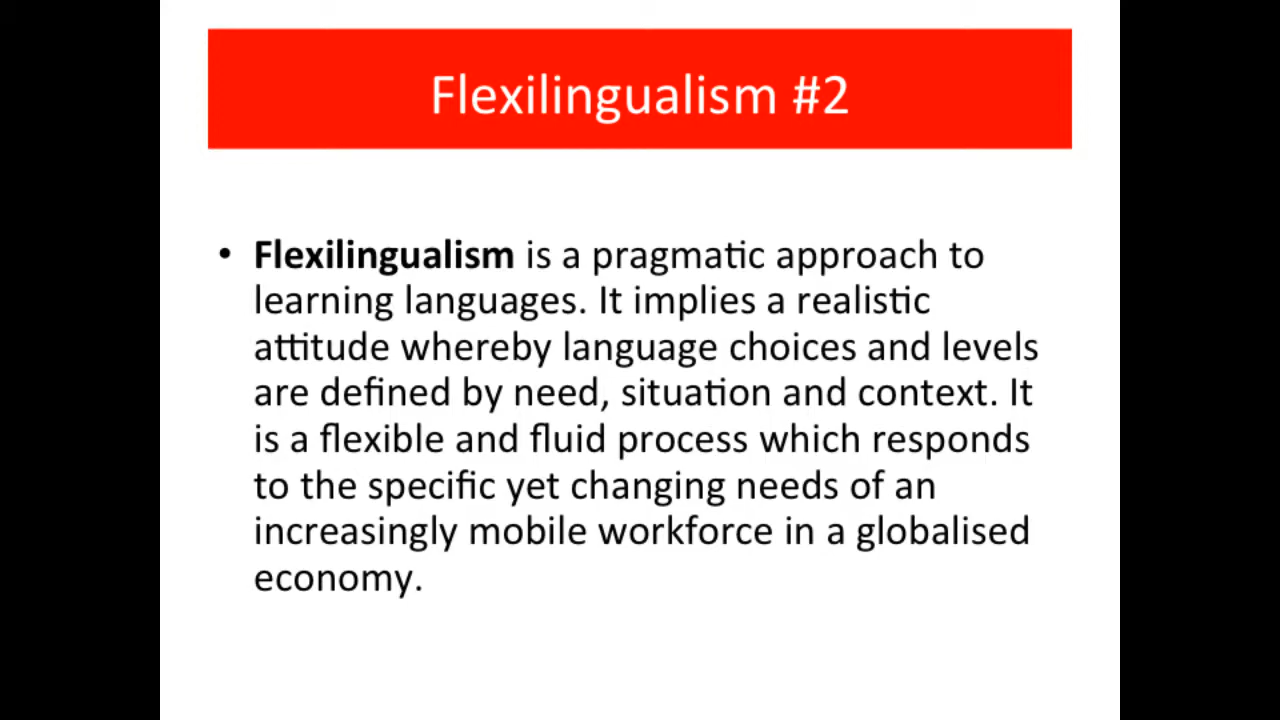 Flexilingualism #2
• Flexilingualism is a pragmatic approach to
learning languages. It implies a realistic
attitude whereby language choices and levels
are defined by need, situation and context. It
is a flexible and fluid process which responds
to the specific yet changing needs of an
increasingly mobile workforce in a globalised
economy.